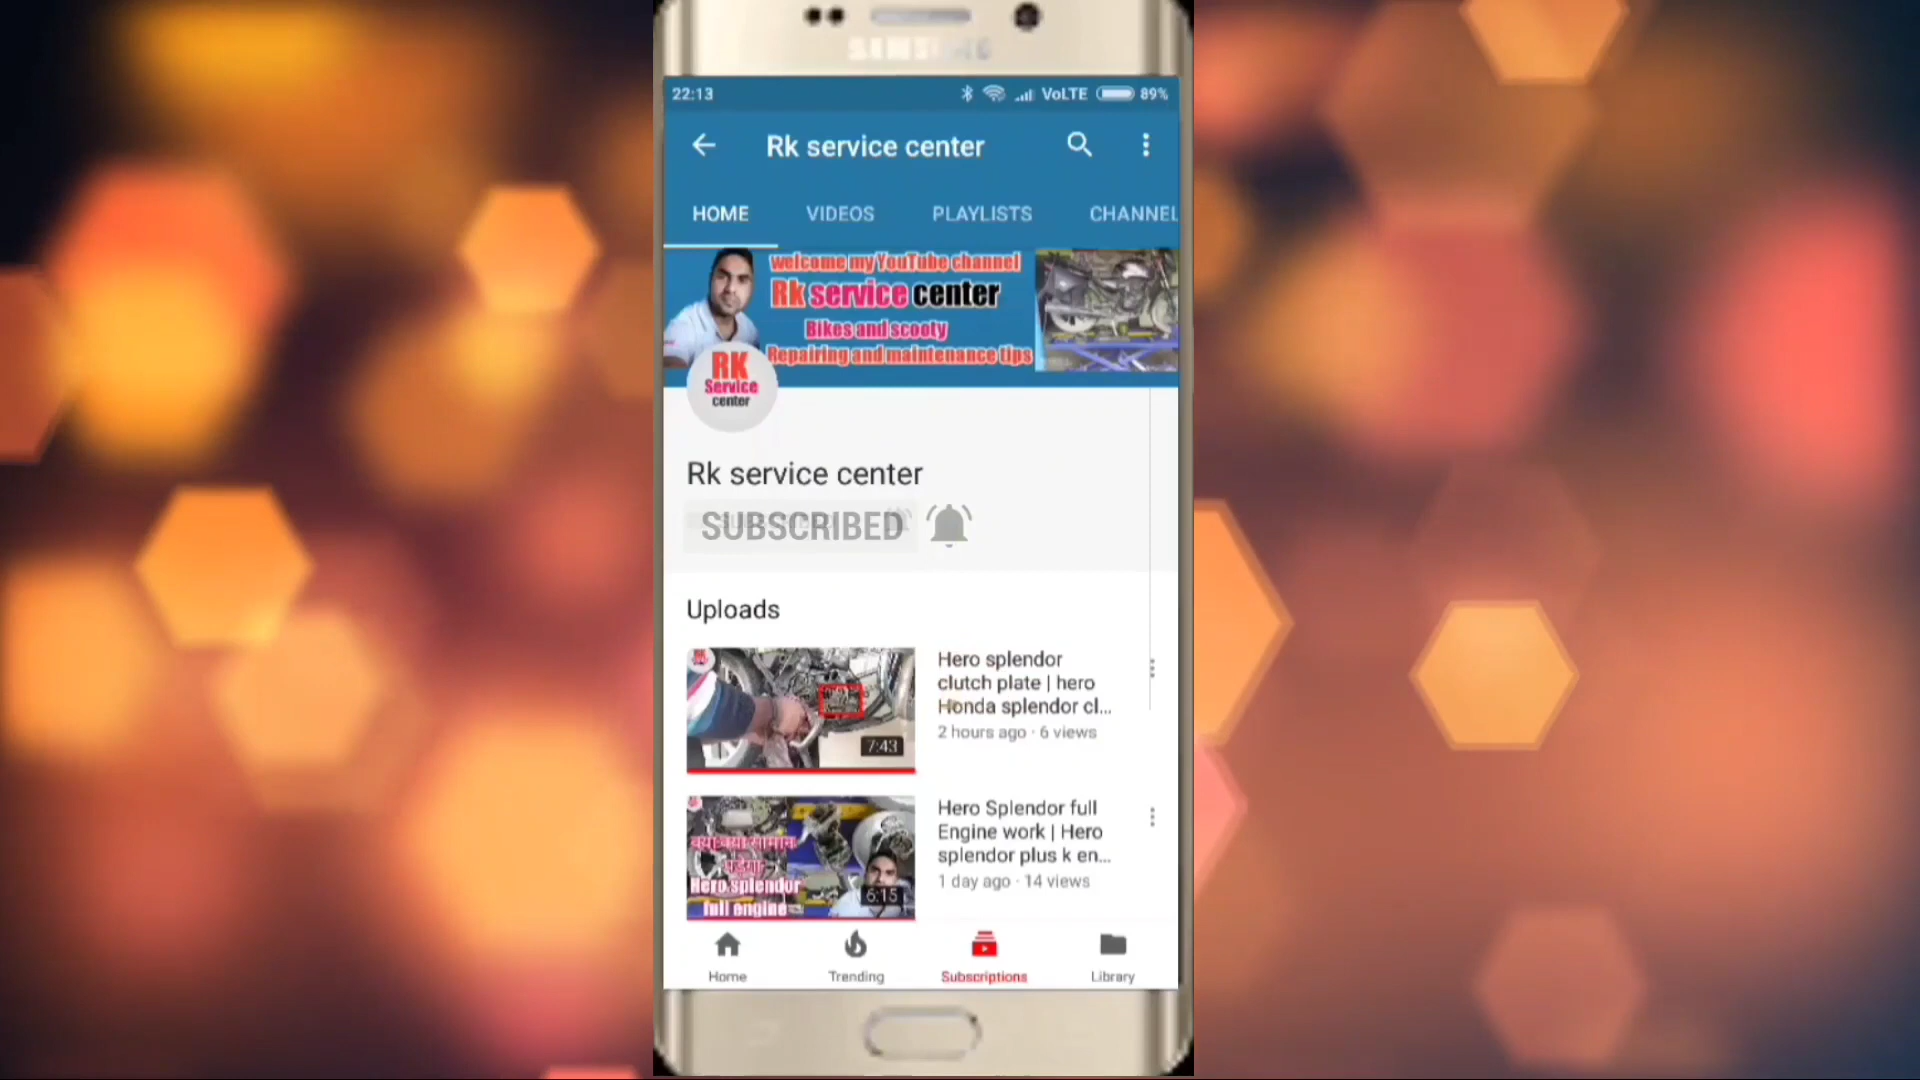 SAMSUNG
22:13
VoLTE 89%
Rk service center
HOME VIDEOS PLAYLISTS CHANNEL
welcome my YouTube channel
Rk service center
Bikes and scooty
Repairing and maintenance tips
RK
Service
center
Rk service center
SUBSCRIBED
Uploads
Hero splendor
clutch plate | hero
Honda splendor cl...
2 hours ago · 6 views
7:43
Hero Splendor full
Engine work | Hero
splendor plus k en...
1 day ago · 14 views
क्या क्या सामान
पड़ेगा
Hero splendor
full engine
6:15
Home Trending Subscriptions Library